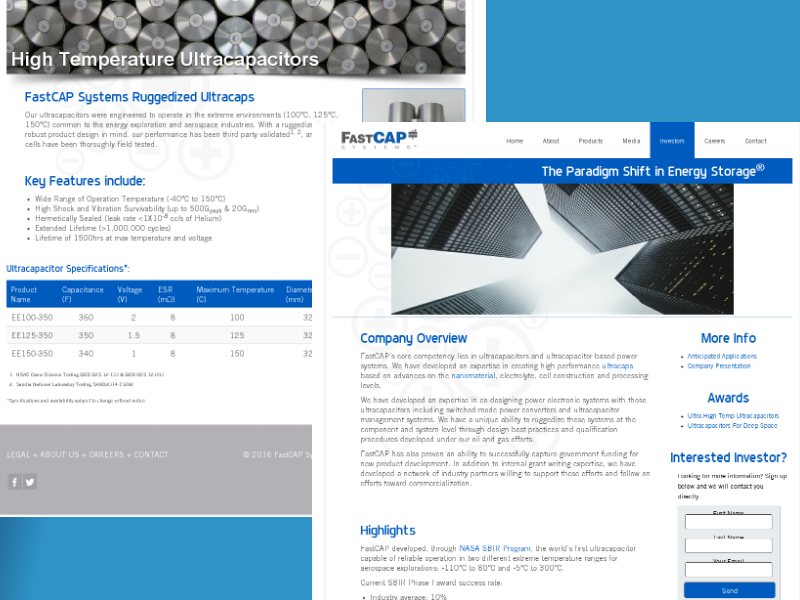 High Temperature Ultracapacitors
FastCAP Systems Ruggedized Ultracaps
Our ultracapacitors were engineered to operate in the extreme environments (100°C, 125°C,
150°C) common to the energy exploration and aerospace industries. With a
robust product design in mind, our performance has been third party validated1, 2,
cells have been thoroughly field tested.
Key Features include:
• Wide Range of Operation Temperature (-40°C to 150°C)
• High Shock and Vibration Survivability (up to 500Gpeak & 20Grms)
• Hermetically Sealed (leak rate <1X10-8 cc/s of Helium)
• Extended Lifetime (>1,000,000 cycles)
• Lifetime of 1500hrs at max temperature and voltage
Ultracapacitor Specifications*:
Product Name Capacitance (F) Voltage (V) ESR (mΩ) Maximum Temperature (C) (mm)
EE100-350 360 2 8 100 32
EE125-350 350 1.5 8 125 32
EE150-350 340 1 8 150 32
*Specifications and availability subject to change without notice
LEGAL + ABOUT US + CAREERS + CONTACT
© 2016 FastCAP
FASTCAP
SYSTEMS
Home About Products Media Investors Careers Contact
The Paradigm Shift in Energy Storage®
Company Overview
FastCAP's core competency lies in ultracapacitors and ultracapacitor-based power
systems. We have developed an expertise in creating high performance ultracaps
based on advances on the nanomaterial, electrolyte, cell construction and processing
levels.
We have developed an expertise in co-designing power electronic systems with those
ultracapacitors including switched mode power converters and ultracapacitor
management systems. We have a unique ability to ruggedize these systems at the
component and system level through design best practices and qualification
procedures developed under our oil and gas efforts.
FastCAP has also proven an ability to successfully capture government funding for
new product development. In addition to internal grant writing expertise, we have
developed a network of industry partners willing to support these efforts and follow on
efforts toward commercialization.
Highlights
FastCAP developed, through NASA SBIR Program, the world's first ultracapacitor
capable of reliable operation in two different extreme temperature ranges for
aerospace explorations: -110°C to 80°C and -5°C to 300°C.
Current SBIR Phase I award success rate:
• Industry average: 10%
More Info
• Anticipated Applications
• Company Presentation
Awards
• Ultra High Temp Ultracapacitors
• Ultracapacitors For Deep Space
Interested Investor?
Looking for more information? Sign up
below and we will contact you
directly
First Name
Last Name
Your Email
Send